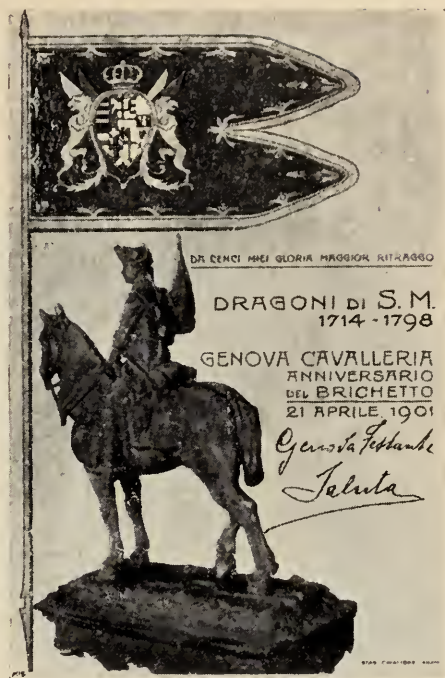 DA CENCI MIEI GLORIA MAGGIOR RITRAGGO
DRAGONI DI S. M.
1714 - 1798
GENOVA CAVALLERIA
ANNIVERSARIO
DEL BRICHETTO
21 APRILE, 1901
Genova Festante
Saluta